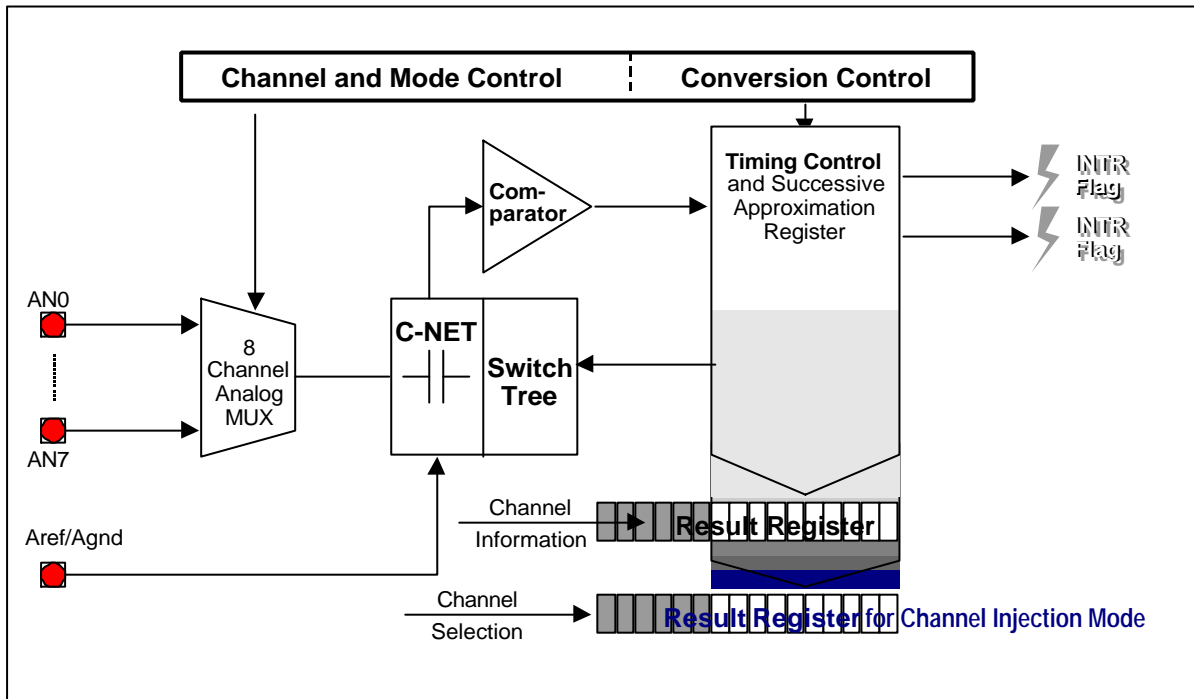 Channel and Mode Control
Conversion Control
Timing Control
and Successive
Approximation
Register
INTR
Flag
INTR
Flag
Com-
parator
AN0
8
Channel
Analog
MUX
C-NET
Switch
Tree
AN7
Aref/Agnd
Channel
Information
Result Register
Channel
Selection
Result Register for Channel Injection Mode